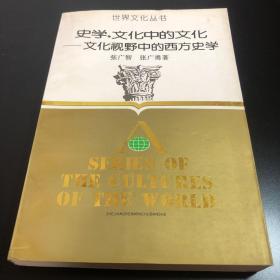 世界文化丛书
史学·文化中的文化
——文化视野中的西方史学
张广智 张广勇著
A
SERIES OF
THE CULTURES
OF THE WORLD
ZHEJIANGRENMINCHUBANSHE